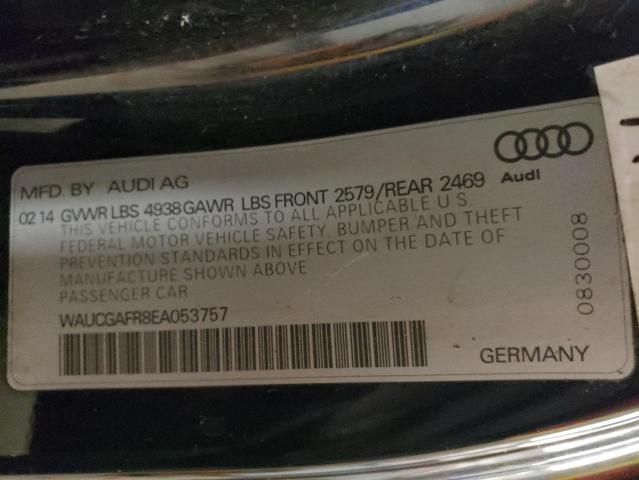 MFD. BY AUDI AG
Audi
02 14 GVWR LBS 4938 GAWR LBS FRONT 2579/REAR 2469
THIS VEHICLE CONFORMS TO ALL APPLICABLE U.S.
FEDERAL MOTOR VEHICLE SAFETY, BUMPER AND THEFT
PREVENTION STANDARDS IN EFFECT ON THE DATE OF
MANUFACTURE SHOWN ABOVE
PASSENGER CAR
WAUCGAFR8EA053757
0830008
GERMANY